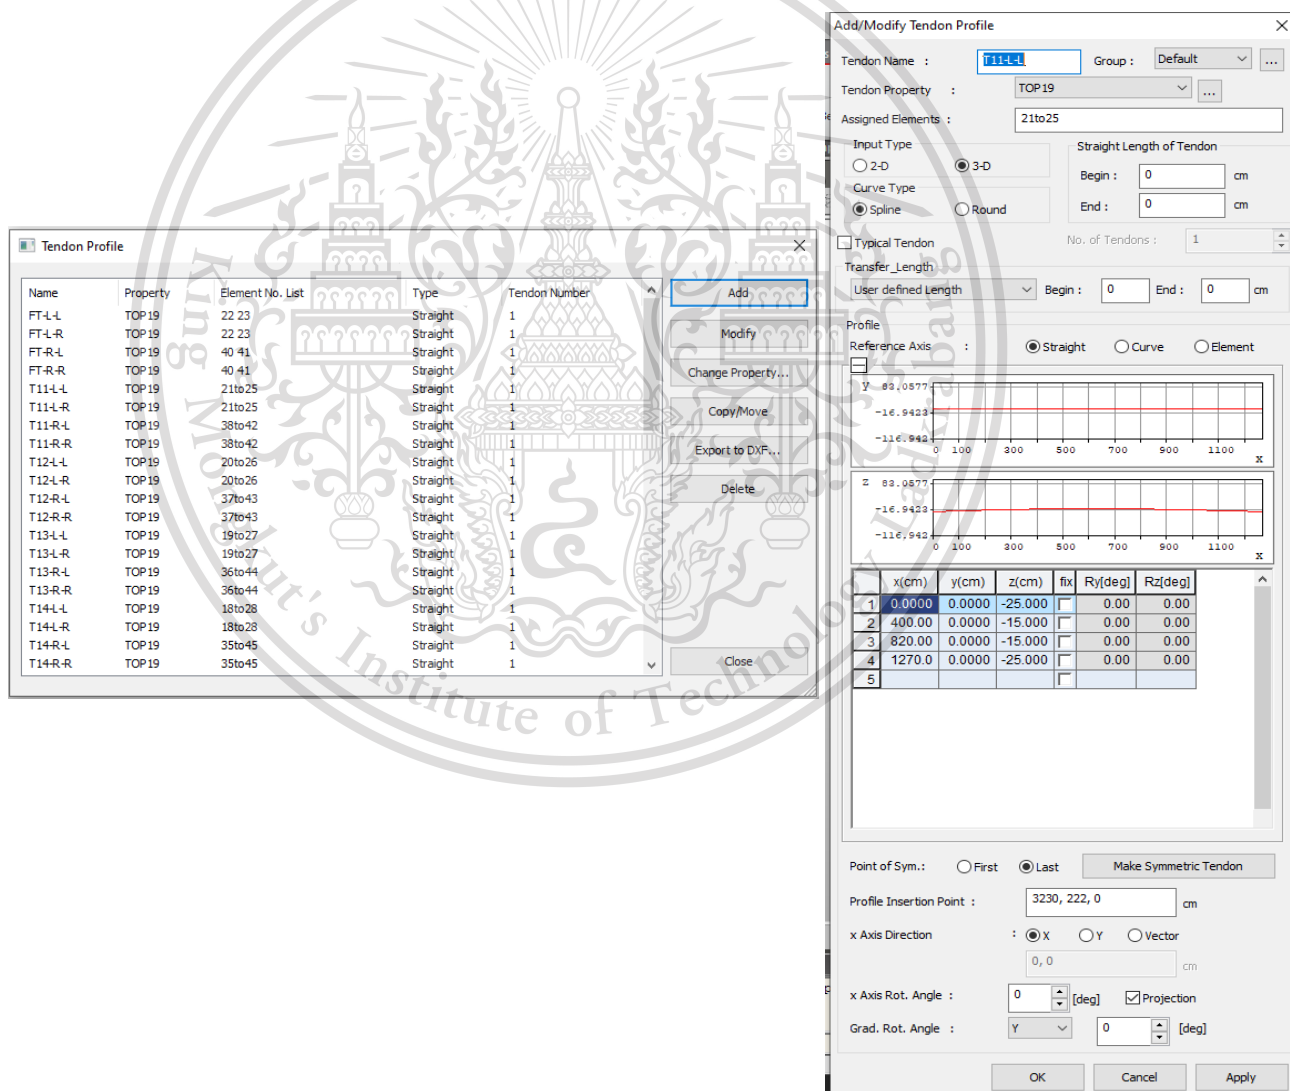 Tendon Profile
Name Property Element No. List Type Tendon Number
FT-L-L TOP19 22 23 Straight 1
FT-L-R TOP19 22 23 Straight 1
FT-R-L TOP19 40 41 Straight 1
FT-R-R TOP19 40 41 Straight 1
T11-L-L TOP19 21to25 Straight 1
T11-L-R TOP19 21to25 Straight 1
T11-R-L TOP19 38to42 Straight 1
T11-R-R TOP19 38to42 Straight 1
T12-L-L TOP19 20to26 Straight 1
T12-L-R TOP19 20to26 Straight 1
T12-R-L TOP19 37to43 Straight 1
T12-R-R TOP19 37to43 Straight 1
T13-L-L TOP19 19to27 Straight 1
T13-L-R TOP19 19to27 Straight 1
T13-R-L TOP19 36to44 Straight 1
T13-R-R TOP19 36to44 Straight 1
T14-L-L TOP19 18to28 Straight 1
T14-L-R TOP19 18to28 Straight 1
T14-R-L TOP19 35to45 Straight 1
T14-R-R TOP19 35to45 Straight 1
Add
Modify
Change Property...
Copy/Move
Export to DXF...
Delete
Close
King Mongkut's Institute of Technology Ladkrabang
Add/Modify Tendon Profile
Tendon Name : T11-L-L Group : Default ...
Tendon Property : TOP19 ...
Assigned Elements : 21to25
Input Type
2-D 3-D
Curve Type
Spline Round
Straight Length of Tendon
Begin : 0 cm
End : 0 cm
Typical Tendon No. of Tendons : 1
Transfer_Length
User defined Length Begin : 0 End : 0 cm
Profile
Reference Axis : Straight Curve Element
Y 83.0577
-16.9423
-116.942
0 100 300 500 700 900 1100
x
Z 83.0577
-16.9423
-116.942
0 100 300 500 700 900 1100
x
x(cm) y(cm) z(cm) fix Ry[deg] Rz[deg]
1 0.0000 0.0000 -25.000 0.00 0.00
2 400.00 0.0000 -15.000 0.00 0.00
3 820.00 0.0000 -15.000 0.00 0.00
4 1270.0 0.0000 -25.000 0.00 0.00
5
Point of Sym.: First Last Make Symmetric Tendon
Profile Insertion Point : 3230, 222, 0 cm
x Axis Direction : X Y Vector
0, 0 cm
x Axis Rot. Angle : 0 [deg] Projection
Grad. Rot. Angle : Y 0 [deg]
OK Cancel Apply